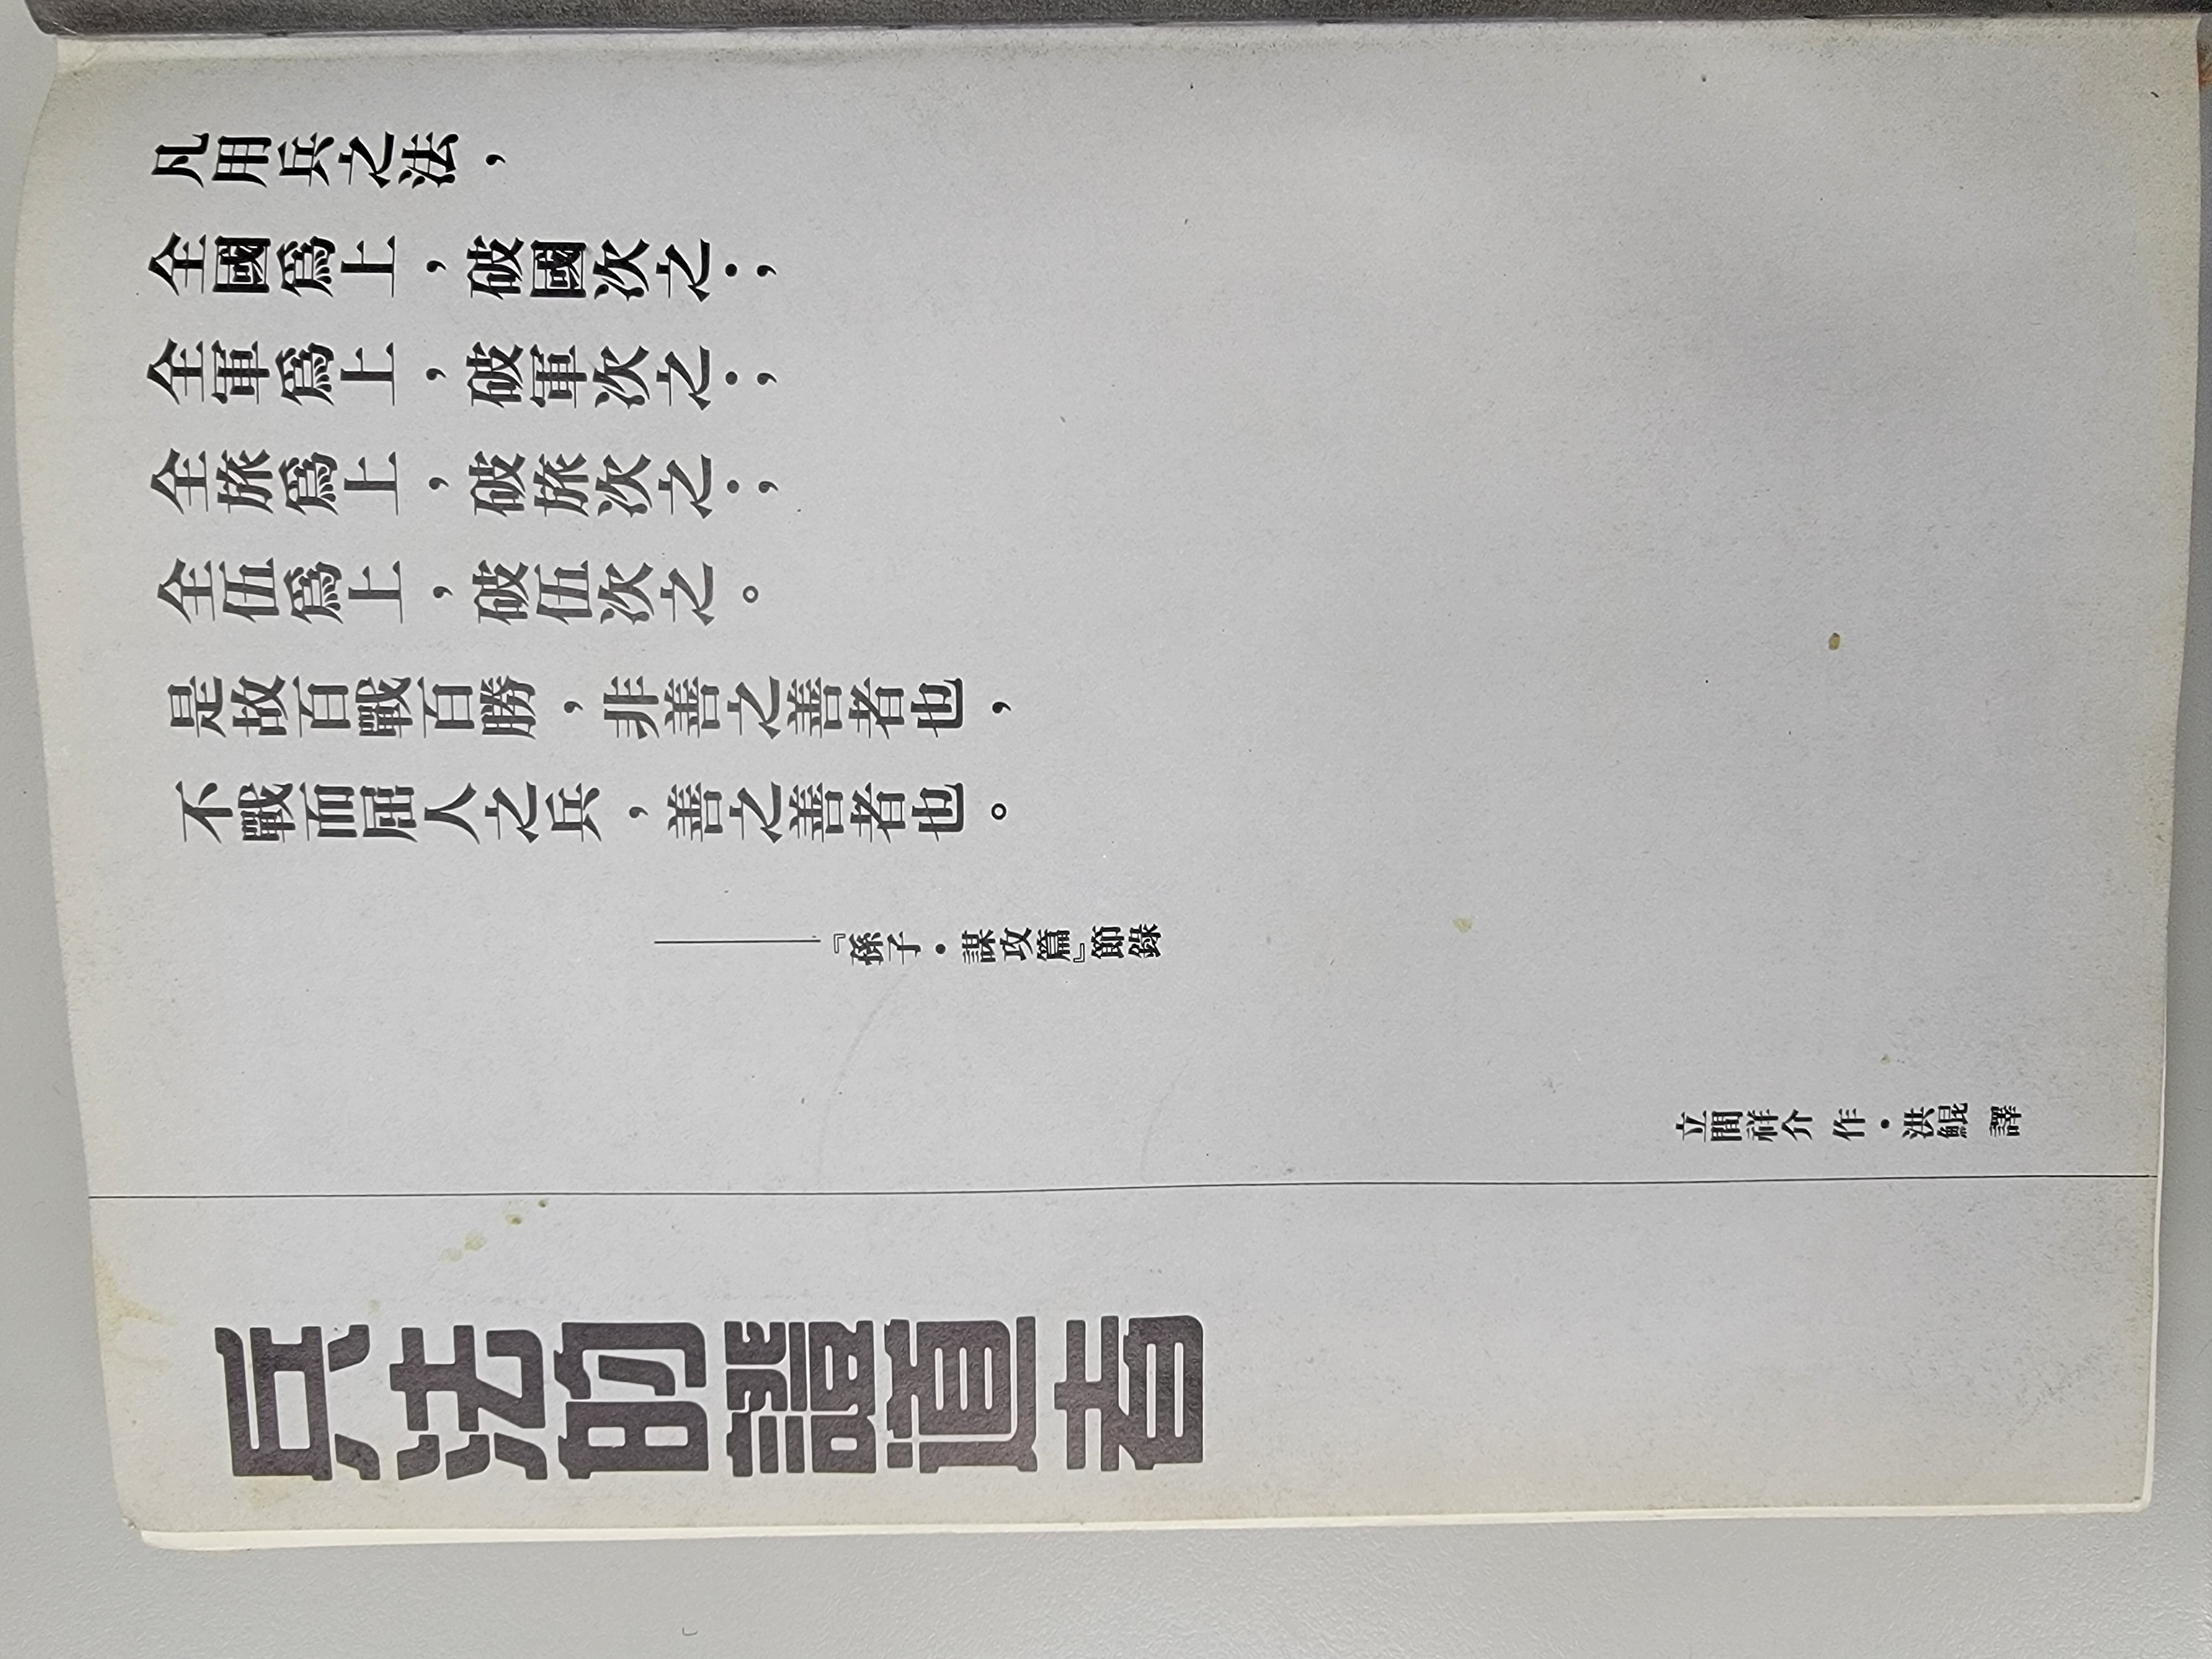 凡用兵之法，
全國爲上，破國次之；
全軍爲上，破軍次之；
全旅爲上，破旅次之；
全伍爲上，破伍次之。
是故百戰百勝，非善之善者也，
不戰而屈人之兵，善之善者也。
——『孫子・謀攻篇』節錄
立間祥介 作・洪鯤 譯
兵法的證道者